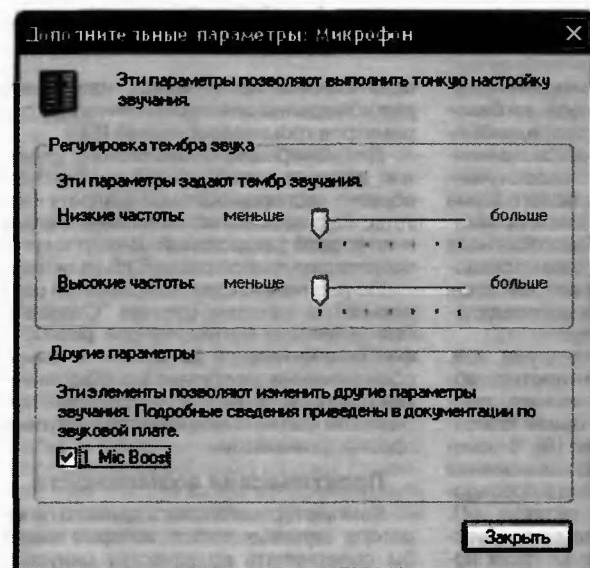 Дополнительные параметры: Микрофон
Эти параметры позволяют выполнить тонкую настройку
звучания.
Регулировка тембра звука
Эти параметры задают тембр звучания.
Низкие частоты: меньше больше
Высокие частоты: меньше больше
Другие параметры
Эти элементы позволяют изменить другие параметры
звучания. Подробные сведения приведены в документации по
звуковой плате.
1 Mic Boost
Закрыть